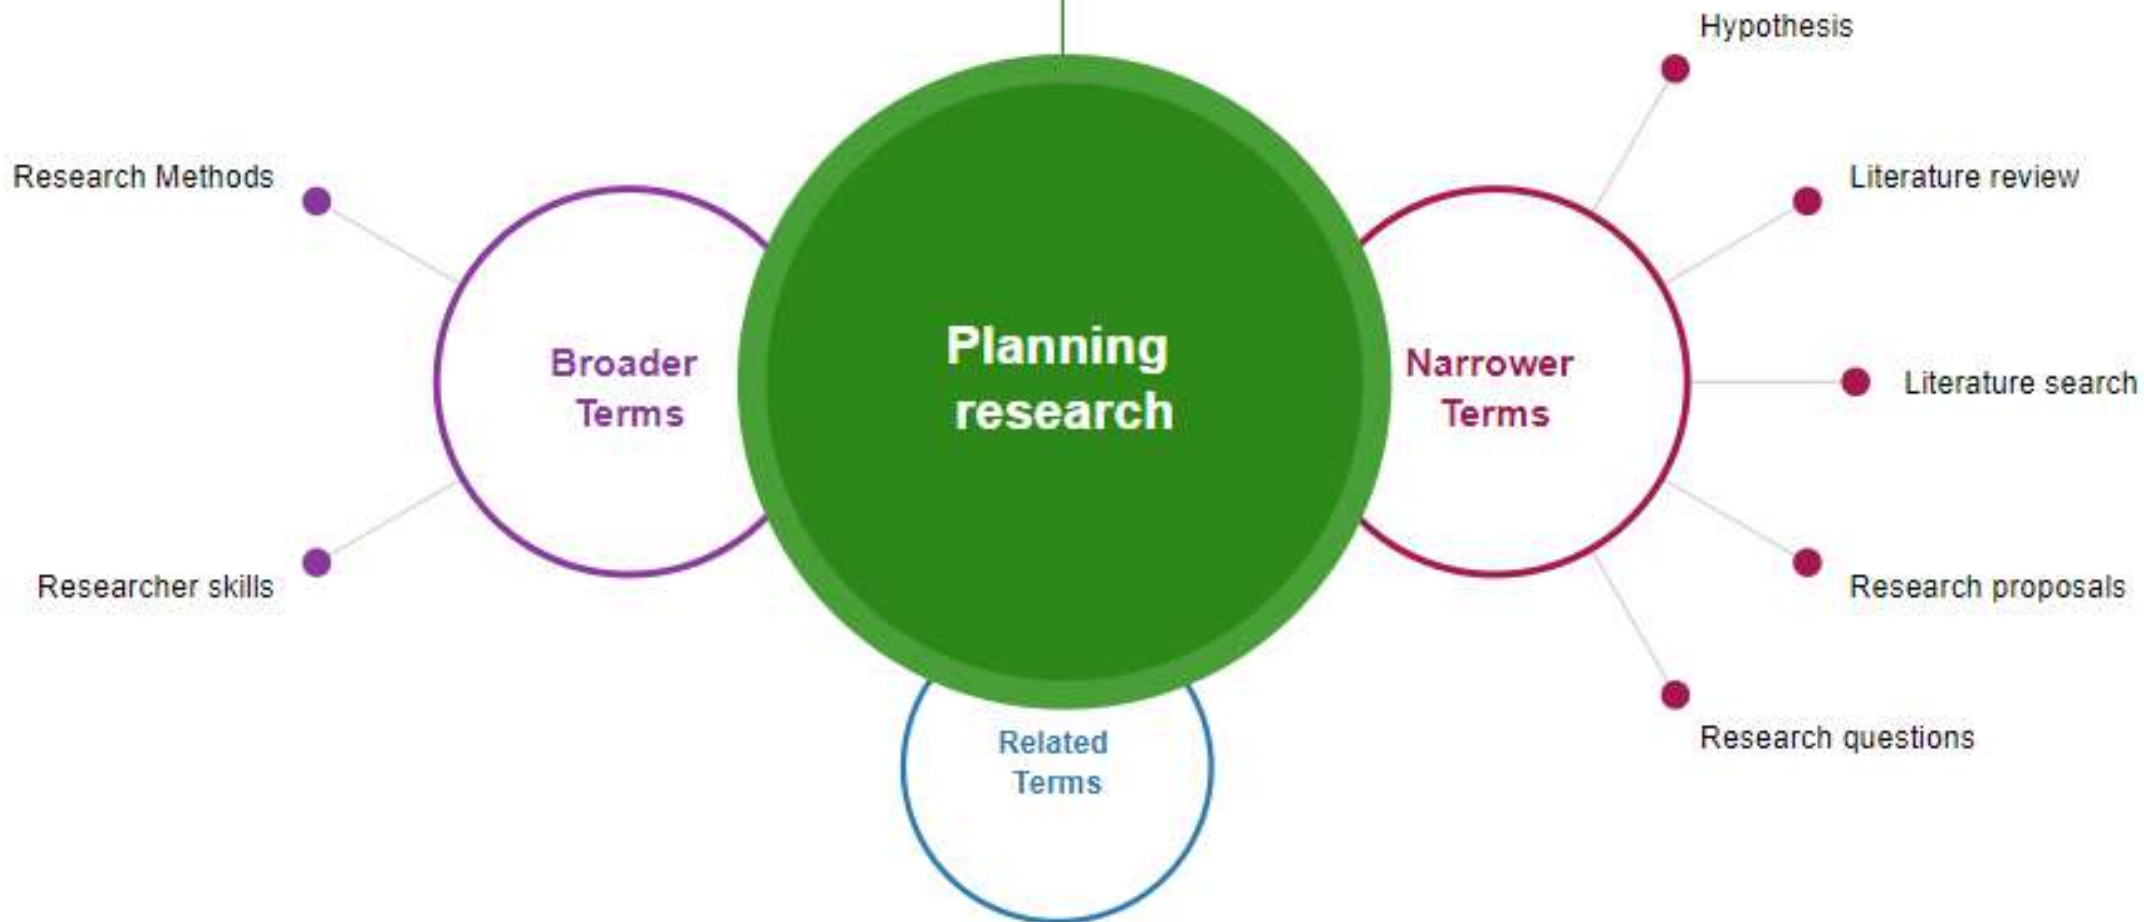 Hypothesis
Research Methods
Literature review
Planning
research
Broader
Terms
Narrower
Terms
Literature search
Researcher skills
Research proposals
Related
Terms
Research questions